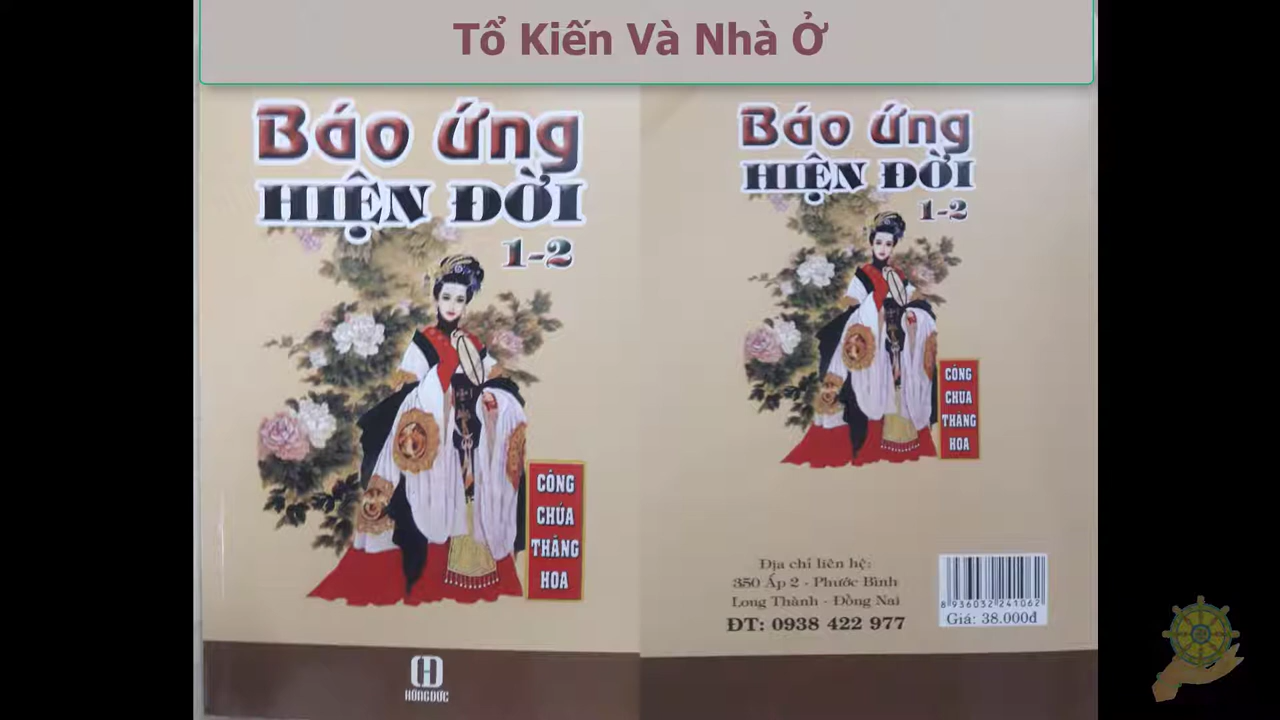 Tổ Kiến Và Nhà Ở
Báo ứng
HIỆN ĐỜI
1-2
CÔNG
CHÚA
THĂNG
HOA
HỒNG ĐỨC
Báo ứng
HIỆN ĐỜI
1-2
CÔNG
CHÚA
THĂNG
HOA
Địa chỉ liên hệ:
350 Ấp 2 - Phước Bình
Long Thành - Đồng Nai
ĐT: 0938 422 977
8 936032 241062
Giá: 38.000đ